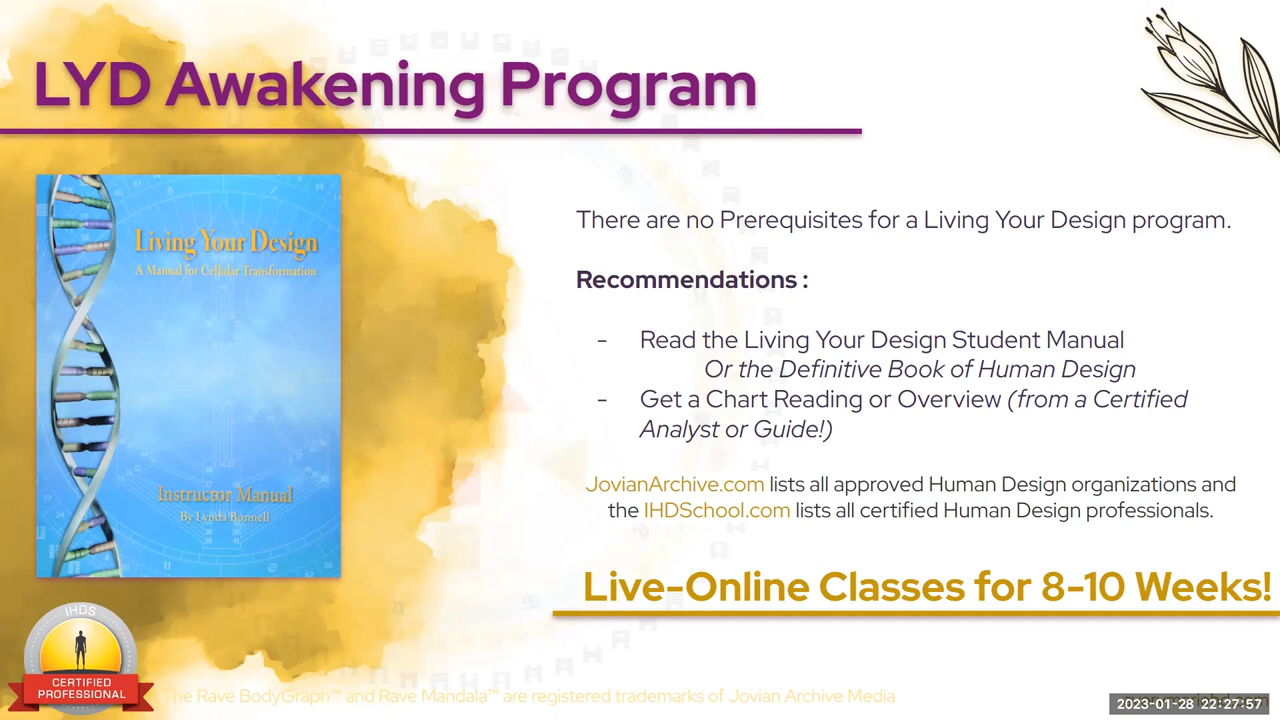 LYD Awakening Program
Living Your Design
A Manual for Cellular Transformation
Instructor Manual
By Lynda Bunnell
There are no Prerequisites for a Living Your Design program.
Recommendations :
- Read the Living Your Design Student Manual
Or the Definitive Book of Human Design
- Get a Chart Reading or Overview (from a Certified
Analyst or Guide!)
JovianArchive.com lists all approved Human Design organizations and
the IHDSchool.com lists all certified Human Design professionals.
Live-Online Classes for 8-10 Weeks!
IHDS
CERTIFIED
PROFESSIONAL
The Rave BodyGraph™ and Rave Mandala™ are registered trademarks of Jovian Archive Media
2023-01-28 22:27:57